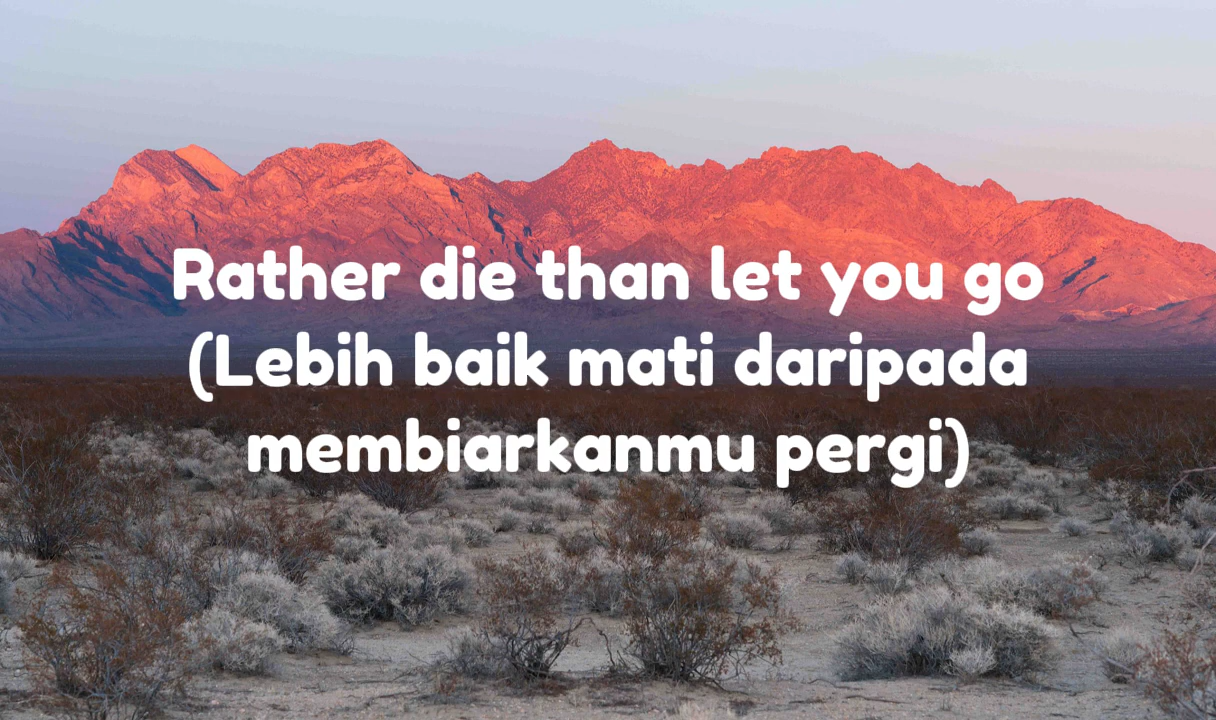 Rather die than let you go
(Lebih baik mati daripada
membiarkanmu pergi)